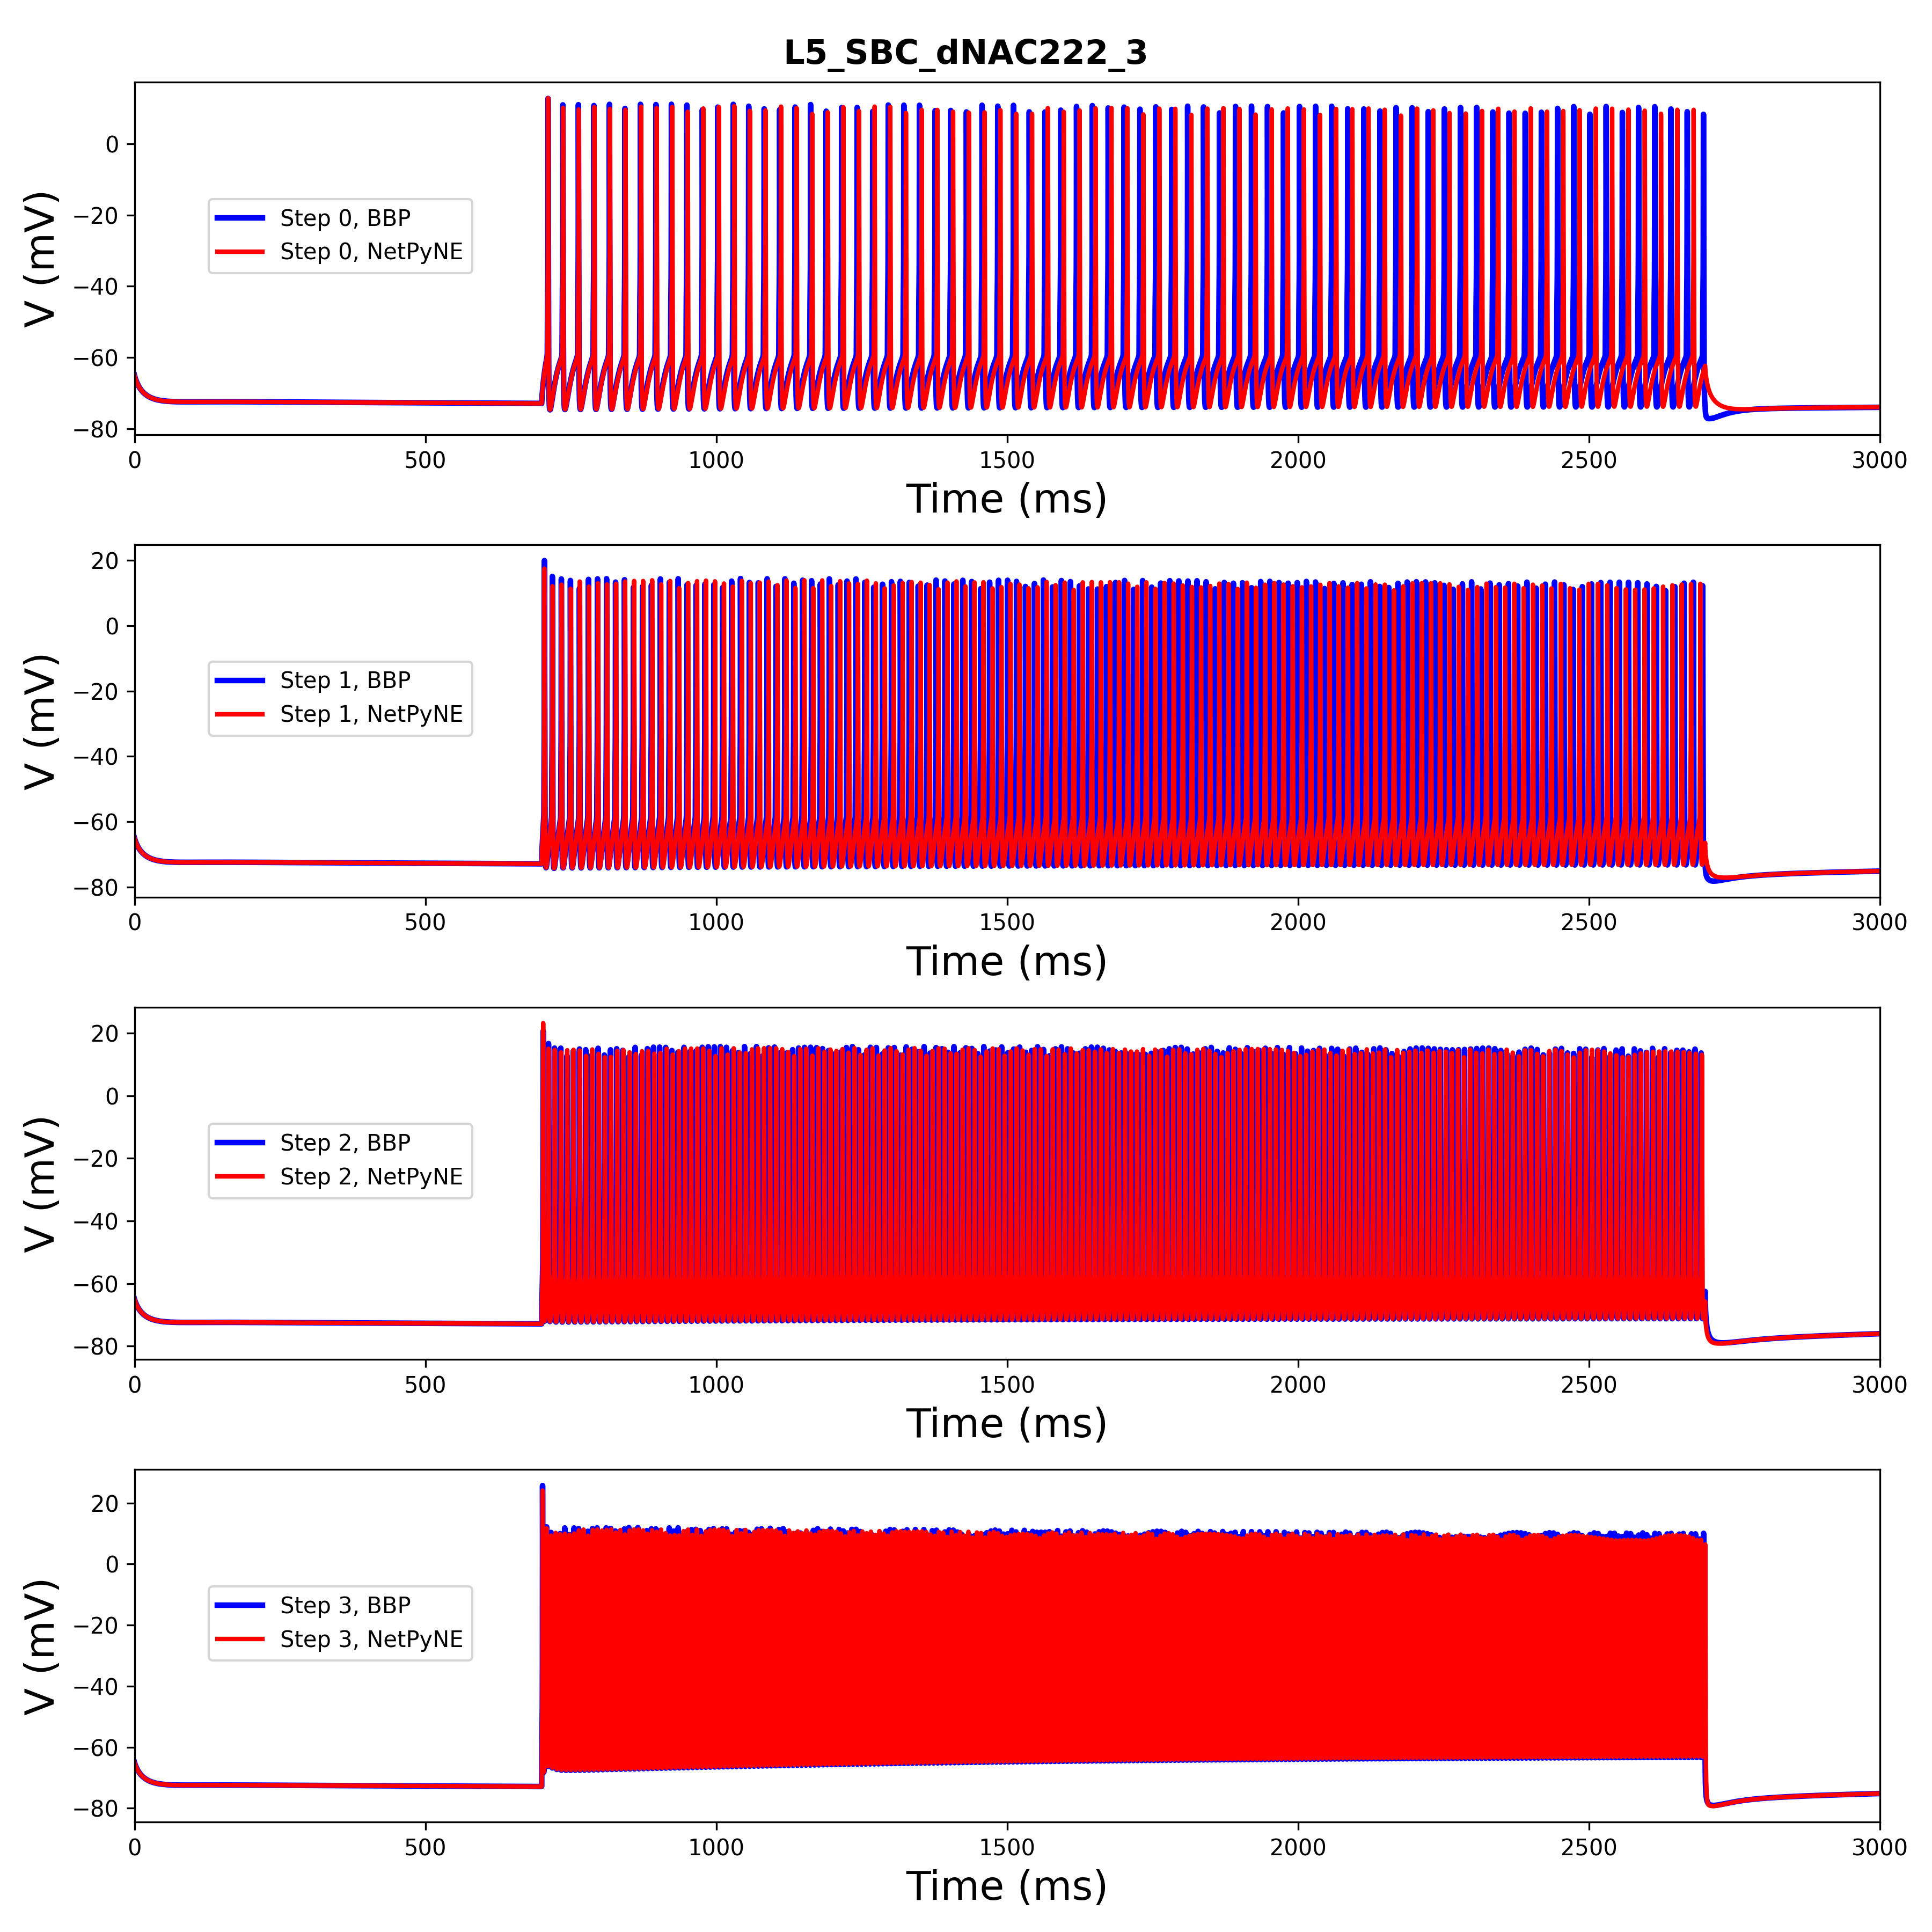 L5_SBC_dNAC222_3
V (mV)
0
−20
−40
−60
−80
Step 0, BBP
Step 0, NetPyNE
0 500 1000 1500 2000 2500 3000
Time (ms)
V (mV)
20
0
−20
−40
−60
−80
Step 1, BBP
Step 1, NetPyNE
0 500 1000 1500 2000 2500 3000
Time (ms)
V (mV)
20
0
−20
−40
−60
−80
Step 2, BBP
Step 2, NetPyNE
0 500 1000 1500 2000 2500 3000
Time (ms)
V (mV)
20
0
−20
−40
−60
−80
Step 3, BBP
Step 3, NetPyNE
0 500 1000 1500 2000 2500 3000
Time (ms)